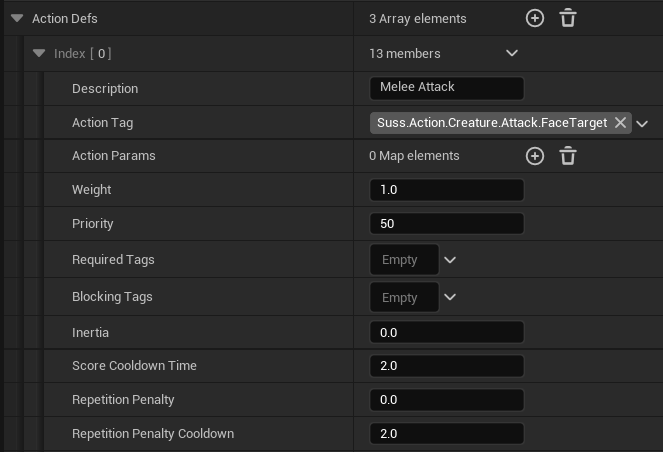 Action Defs 3 Array elements
Index [ 0 ] 13 members
Description Melee Attack
Action Tag Suss.Action.Creature.Attack.FaceTarget
Action Params 0 Map elements
Weight 1.0
Priority 50
Required Tags Empty
Blocking Tags Empty
Inertia 0.0
Score Cooldown Time 2.0
Repetition Penalty 0.0
Repetition Penalty Cooldown 2.0